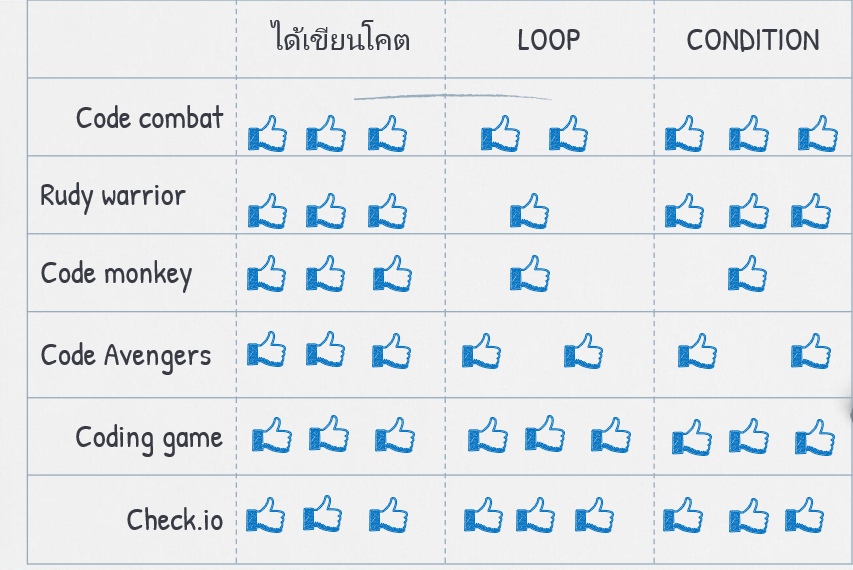 ได้เขียนโคต LOOP CONDITION
Code combat
Rudy warrior
Code monkey
Code Avengers
Coding game
Check.io